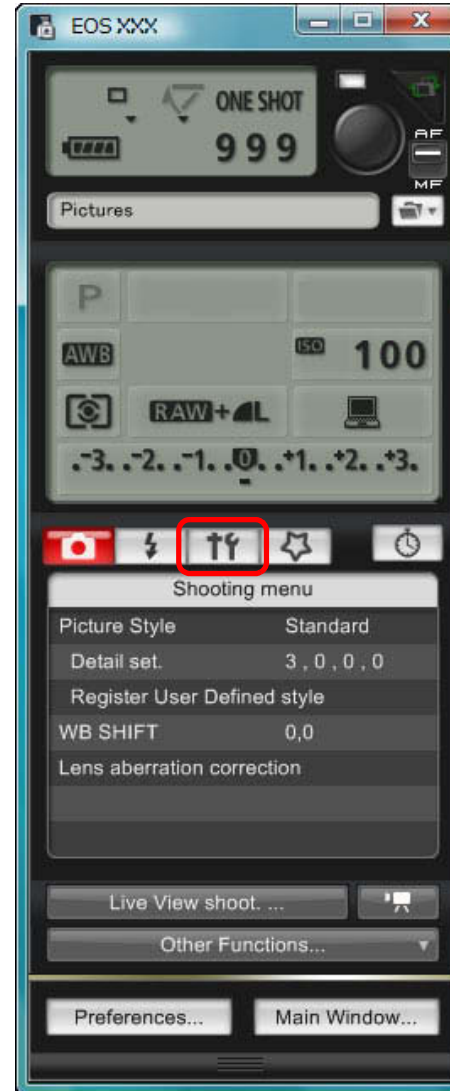 EOS XXX
ONE SHOT
999
AF
MF
Pictures
P
AWB
ISO 100
RAW+L
.-3. .-2. .-1. .0. .+1. .+2. .+3.
Shooting menu
Picture Style Standard
Detail set. 3 , 0 , 0 , 0
Register User Defined style
WB SHIFT 0,0
Lens aberration correction
Live View shoot. ...
Other Functions...
Preferences... Main Window...